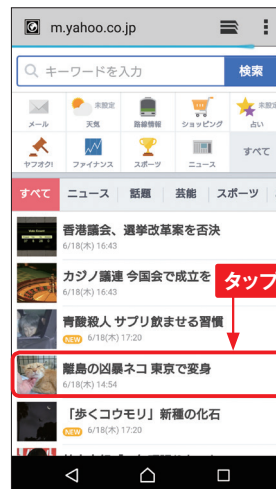 m.yahoo.co.jp
キーワードを入力
検索
メール
未設定
天気
路線情報
ショッピング
未設定
占い
ヤフオク!
ファイナンス
スポーツ
ニュース
すべて
すべて ニュース 話題 芸能 スポーツ
香港議会、選挙改革案を否決
6/18(木) 16:43
カジノ議連 今国会で成立を
6/18(木) 16:43
タップ
青酸殺人 サプリ飲ませる習慣
NEW 6/18(木) 17:20
離島の凶暴ネコ 東京で変身
6/18(木) 14:54
「歩くコウモリ」新種の化石
NEW 6/18(木) 17:20